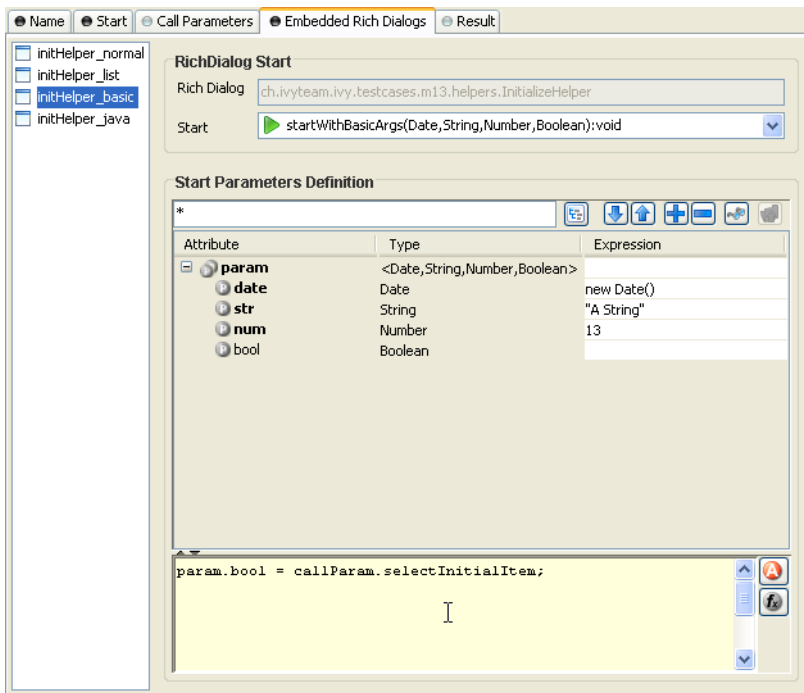 Name Start Call Parameters Embedded Rich Dialogs Result
initHelper_normal
initHelper_list
initHelper_basic
initHelper_java
RichDialog Start
Rich Dialog ch.ivyteam.ivy.testcases.m13.helpers.InitializeHelper
Start startWithBasicArgs(Date,String,Number,Boolean):void
Start Parameters Definition
*
Attribute Type Expression
param <Date,String,Number,Boolean>
date Date new Date()
str String "A String"
num Number 13
bool Boolean
param.bool = callParam.selectInitialItem;